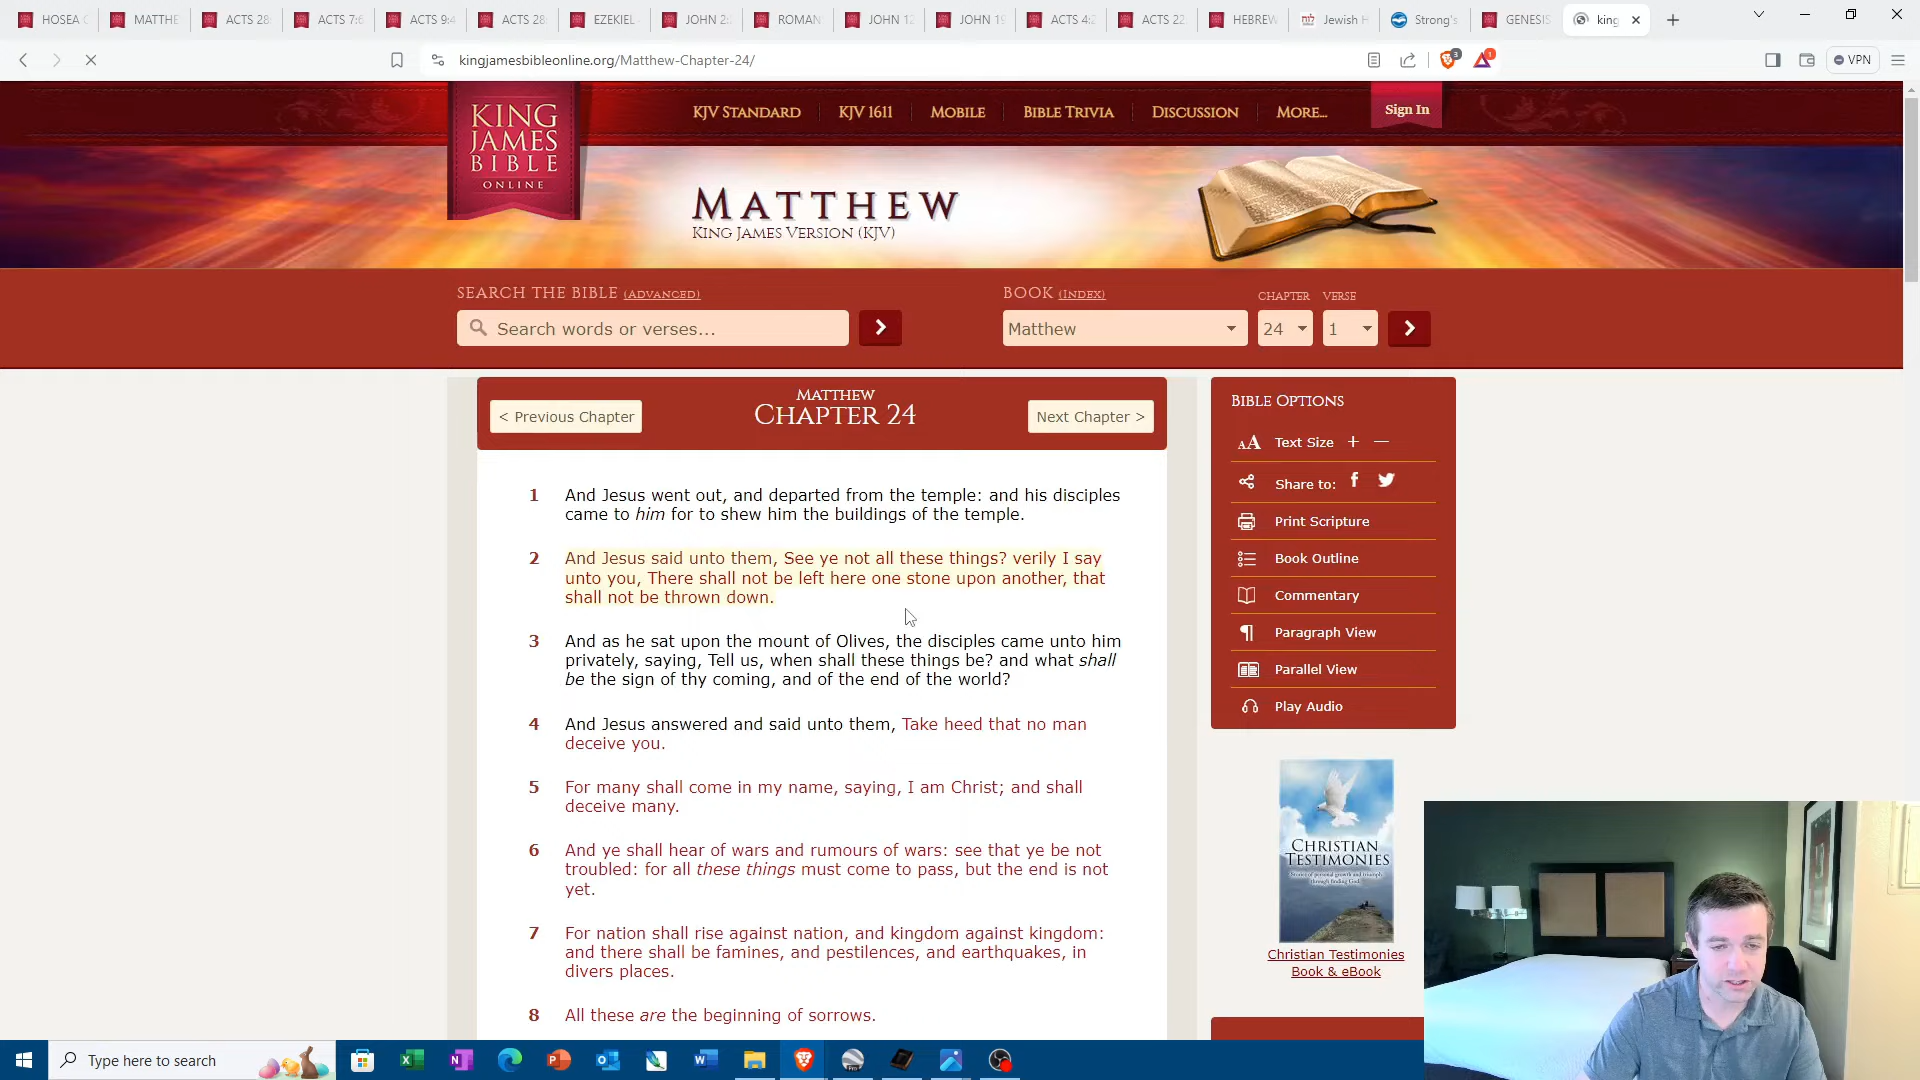 HOSEA
MATTHE
ACTS 28:
ACTS 7:6
ACTS 9:4
ACTS 28:
EZEKIEL -
JOHN 2:
ROMAN
JOHN 12
JOHN 19
ACTS 4:2
ACTS 22:
HEBREW
Jewish H
Strong's
GENESIS
king
kingjamesbibleonline.org/Matthew-Chapter-24/
3
1
VPN
KING
JAMES
BIBLE
ONLINE
KJV STANDARD
KJV 1611
MOBILE
BIBLE TRIVIA
DISCUSSION
MORE...
Sign In
MATTHEW
KING JAMES VERSION (KJV)
SEARCH THE BIBLE (ADVANCED)
Search words or verses...
BOOK (INDEX)
CHAPTER
VERSE
Matthew
24
1
< Previous Chapter
MATTHEW
CHAPTER 24
Next Chapter >
1 And Jesus went out, and departed from the temple: and his disciples
came to him for to shew him the buildings of the temple.
2 And Jesus said unto them, See ye not all these things? verily I say
unto you, There shall not be left here one stone upon another, that
shall not be thrown down.
3 And as he sat upon the mount of Olives, the disciples came unto him
privately, saying, Tell us, when shall these things be? and what shall
be the sign of thy coming, and of the end of the world?
4 And Jesus answered and said unto them, Take heed that no man
deceive you.
5 For many shall come in my name, saying, I am Christ; and shall
deceive many.
6 And ye shall hear of wars and rumours of wars: see that ye be not
troubled: for all these things must come to pass, but the end is not
yet.
7 For nation shall rise against nation, and kingdom against kingdom:
and there shall be famines, and pestilences, and earthquakes, in
divers places.
8 All these are the beginning of sorrows.
BIBLE OPTIONS
AA Text Size + —
Share to:
Print Scripture
Book Outline
Commentary
Paragraph View
Parallel View
Play Audio
CHRISTIAN
TESTIMONIES
Christian Testimonies
Book & eBook
Type here to search